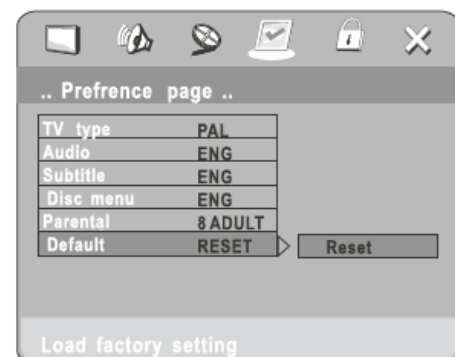 .. Prefrence page ..
TV type PAL
Audio ENG
Subtitle ENG
Disc menu ENG
Parental 8 ADULT
Default RESET Reset
Load factory setting